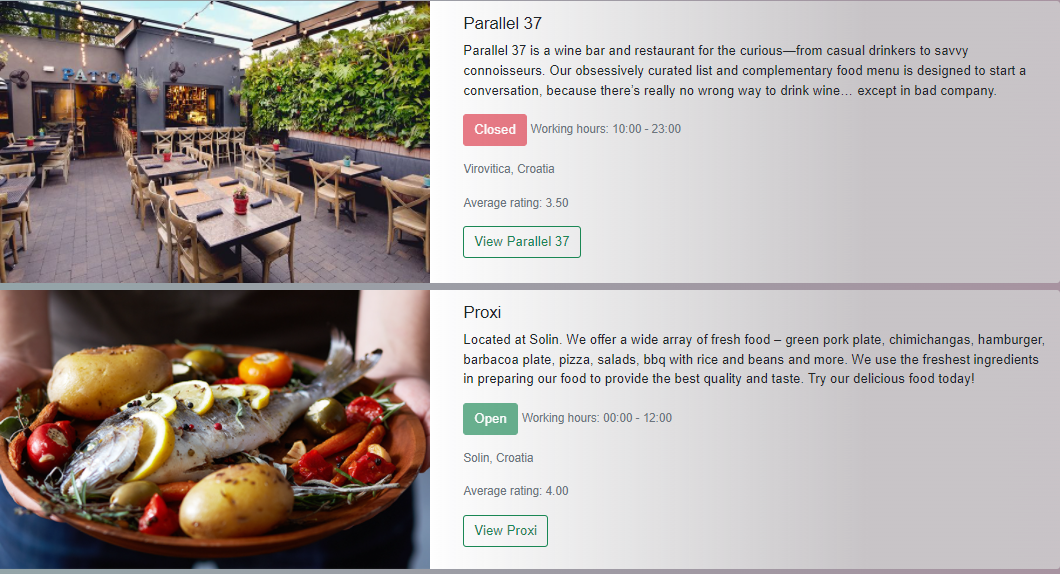 PATIO
Parallel 37
Parallel 37 is a wine bar and restaurant for the curious—from casual drinkers to savvy
connoisseurs. Our obsessively curated list and complementary food menu is designed to start a
conversation, because there's really no wrong way to drink wine… except in bad company.
Closed Working hours: 10:00 - 23:00
Virovitica, Croatia
Average rating: 3.50
View Parallel 37
Proxi
Located at Solin. We offer a wide array of fresh food – green pork plate, chimichangas, hamburger,
barbacoa plate, pizza, salads, bbq with rice and beans and more. We use the freshest ingredients
in preparing our food to provide the best quality and taste. Try our delicious food today!
Open Working hours: 00:00 - 12:00
Solin, Croatia
Average rating: 4.00
View Proxi